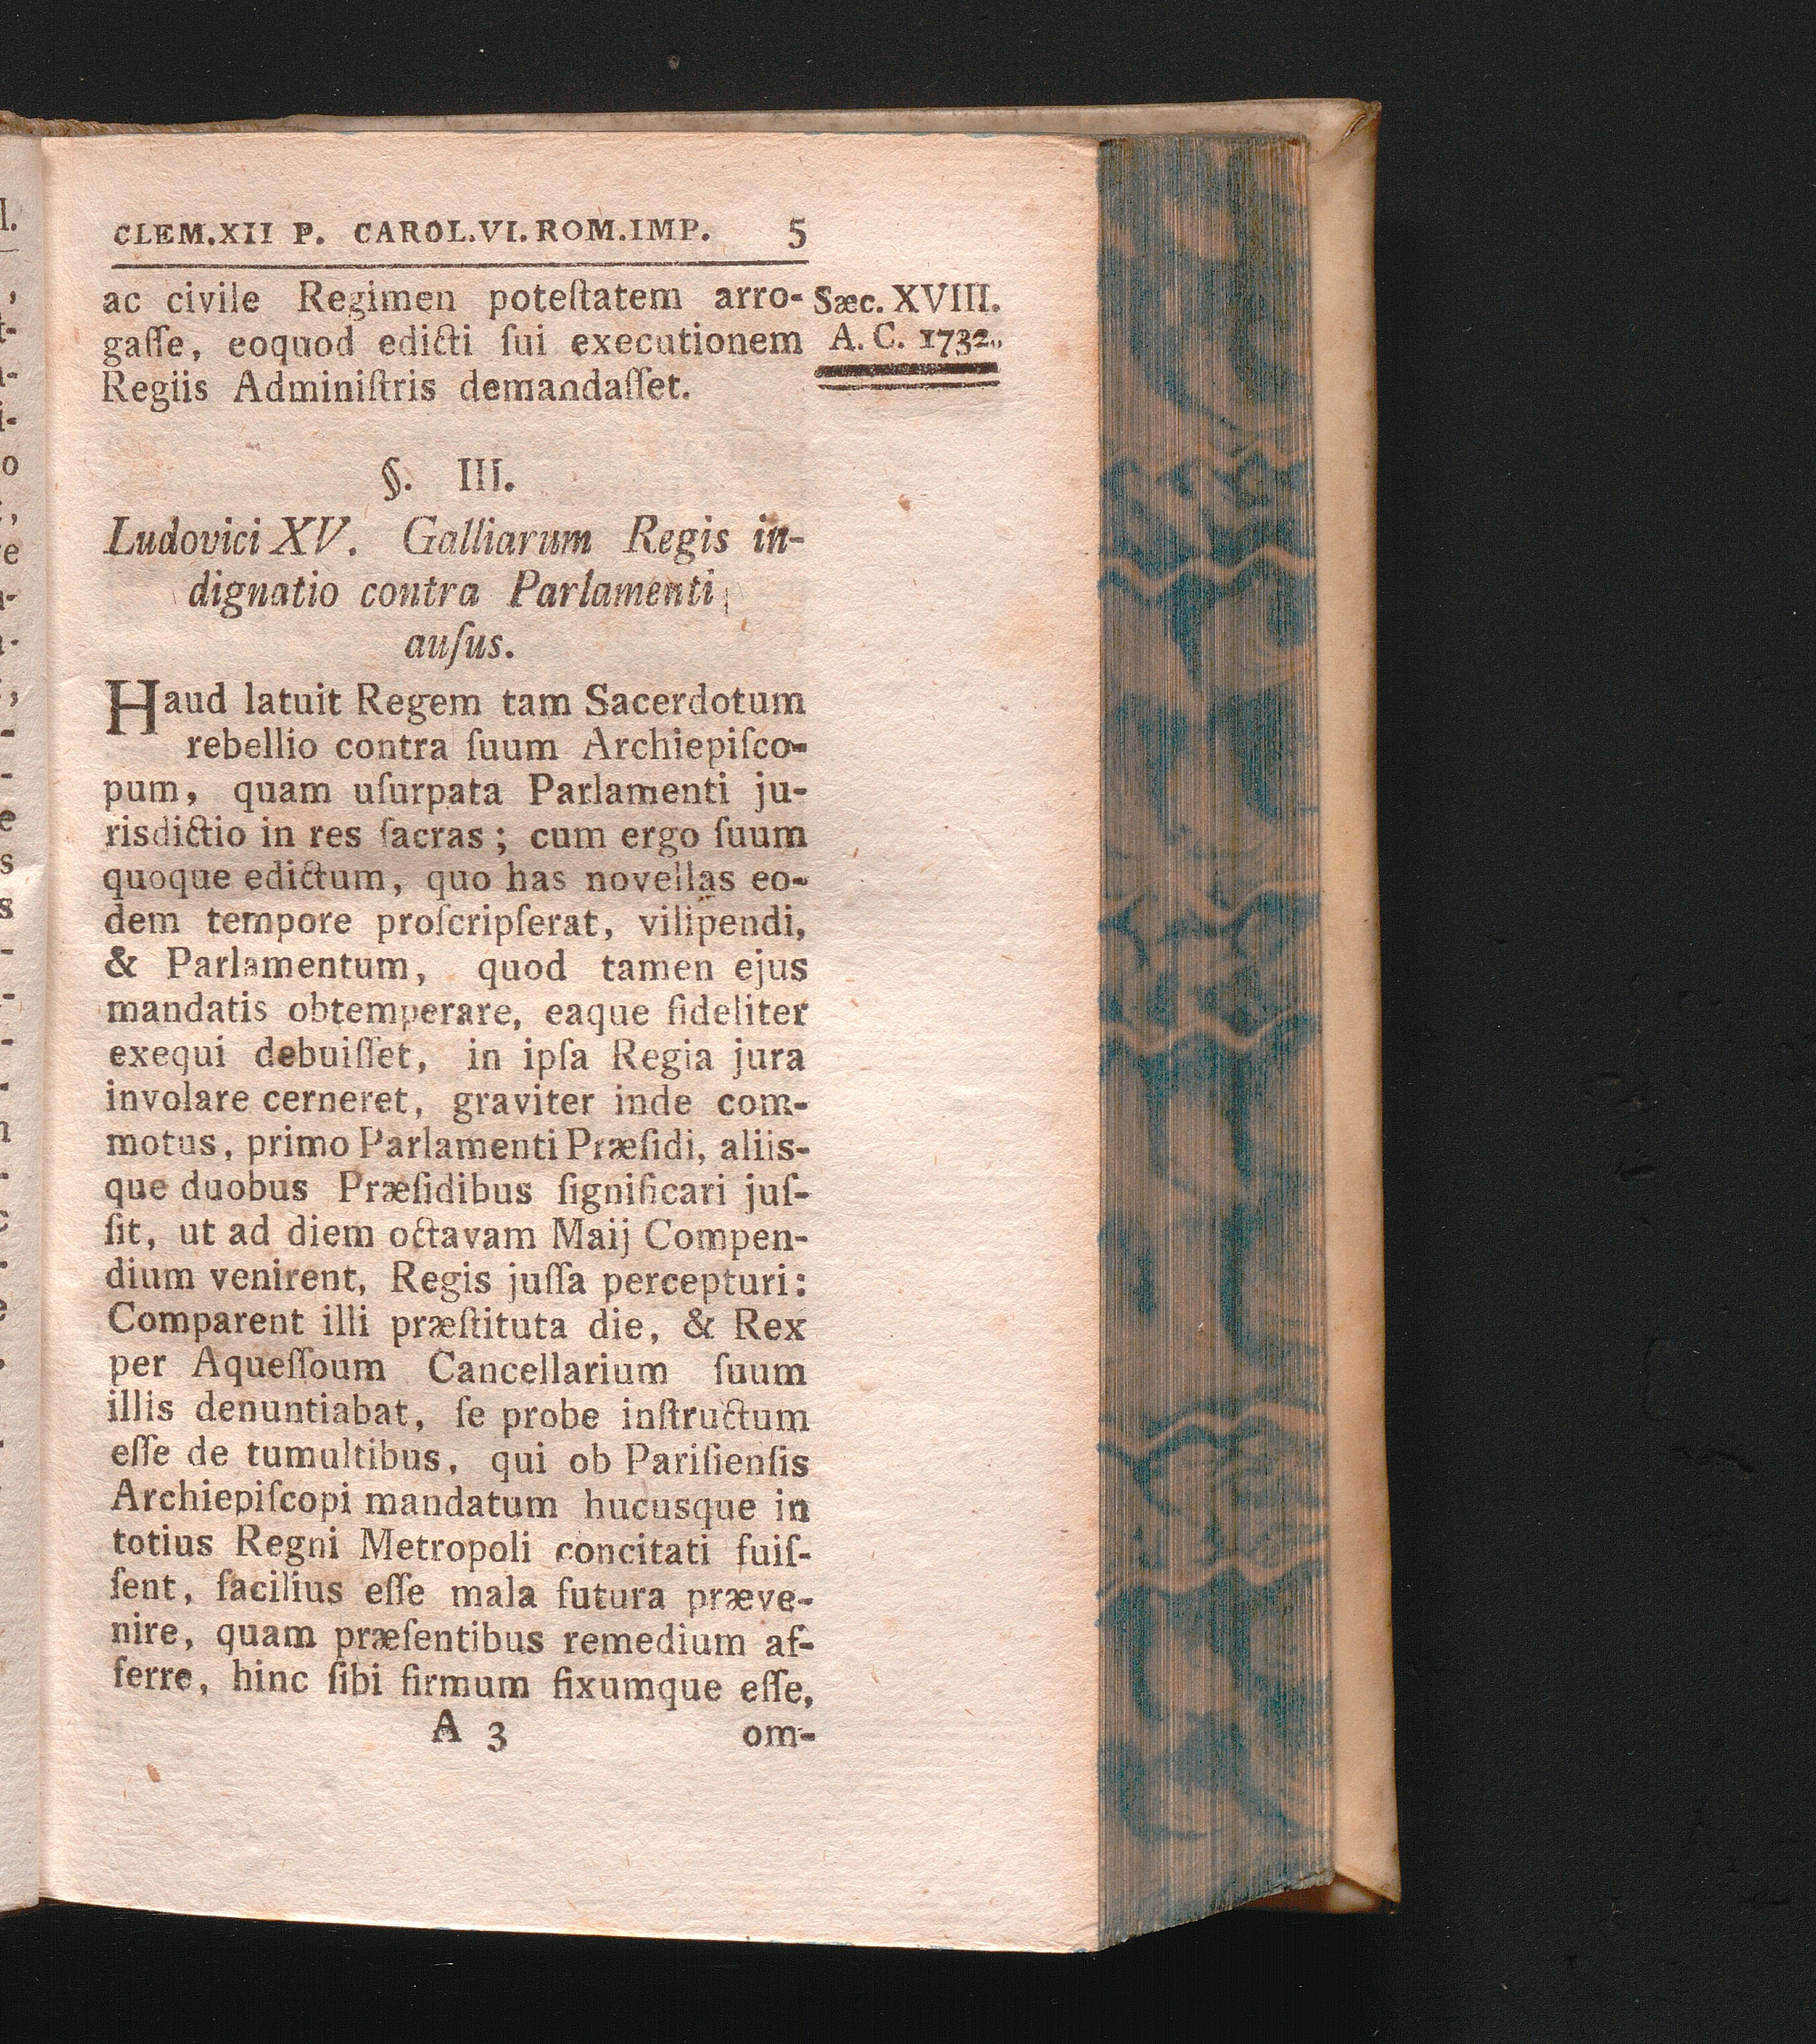 CLEM.XII P. CAROL.VI.ROM.IMP. 5
ac civile Regimen poteſtatem arro-
gaſſe, eoquod edicti ſui executionem
Regiis Adminiſtris demandaſſet.
Sæc. XVIII.
A. C. 1732.
§. III.
Ludovici XV. Galliarum Regis in-
dignatio contra Parlamenti
auſus.
Haud latuit Regem tam Sacerdotum
rebellio contra ſuum Archiepiſco-
pum, quam uſurpata Parlamenti ju-
risdictio in res ſacras; cum ergo ſuum
quoque edictum, quo has novellas eo-
dem tempore proſcripſerat, vilipendi,
& Parlamentum, quod tamen ejus
mandatis obtemperare, eaque fideliter
exequi debuiſſet, in ipſa Regia jura
involare cerneret, graviter inde com-
motus, primo Parlamenti Præſidi, aliis-
que duobus Præſidibus ſignificari juſ-
ſit, ut ad diem octavam Maij Compen-
dium venirent, Regis juſſa percepturi:
Comparent illi præſtituta die, & Rex
per Aqueſſoum Cancellarium ſuum
illis denuntiabat, ſe probe inſtructum
eſſe de tumultibus, qui ob Pariſienſis
Archiepiſcopi mandatum hucusque in
totius Regni Metropoli concitati fuiſ-
ſent, facilius eſſe mala futura præve-
nire, quam præſentibus remedium af-
ferre, hinc ſibi firmum fixumque eſſe,
A 3 om-